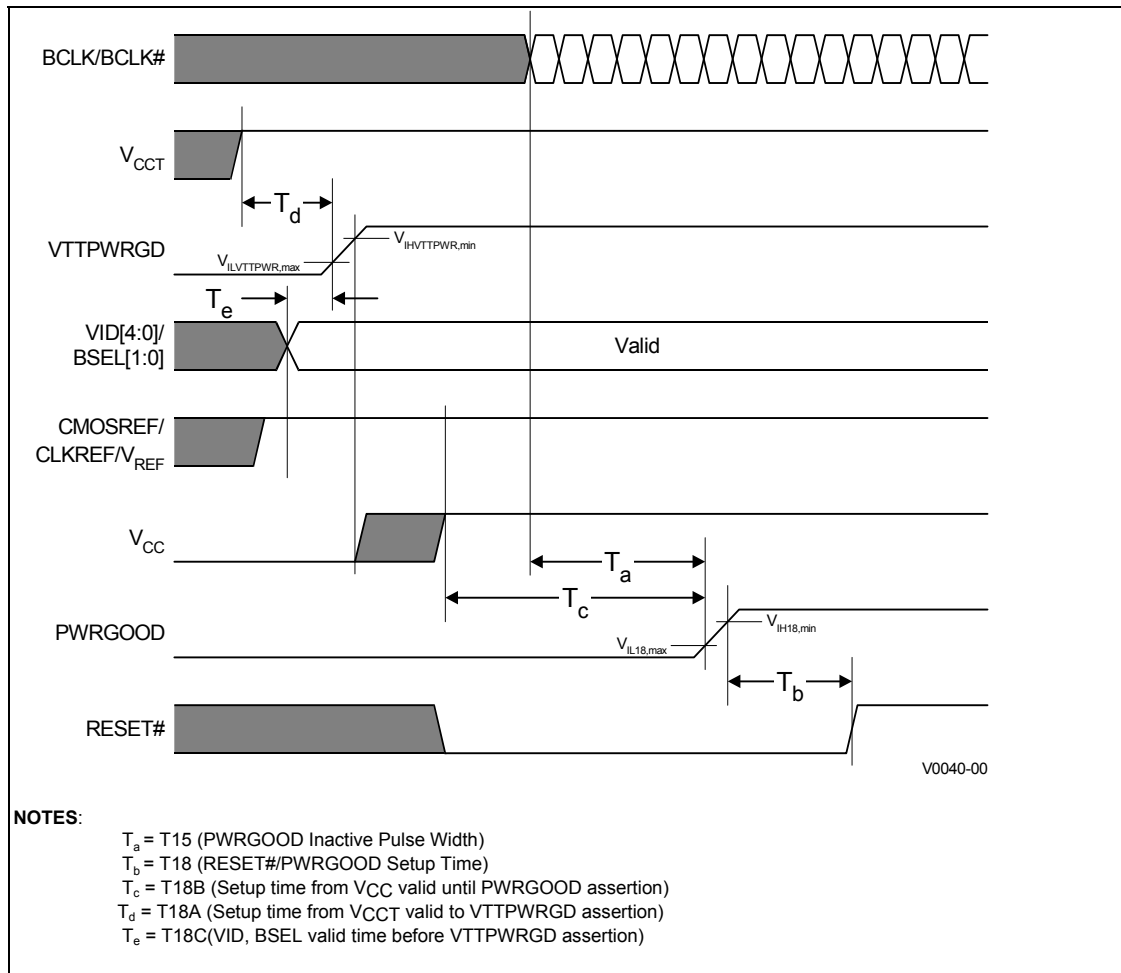 BCLK/BCLK#
V_CCT
T_d
VTTPWRGD
V_IHVTTPWR,min
V_ILVTTPWR,max
T_e
VID[4:0]/
BSEL[1:0]
Valid
CMOSREF/
CLKREF/V_REF
V_CC
T_a
T_c
PWRGOOD
V_IH18,min
V_IL18,max
T_b
RESET#
V0040-00
NOTES:
T_a = T15 (PWRGOOD Inactive Pulse Width)
T_b = T18 (RESET#/PWRGOOD Setup Time)
T_c = T18B (Setup time from VCC valid until PWRGOOD assertion)
T_d = T18A (Setup time from VCCT valid to VTTPWRGD assertion)
T_e = T18C(VID, BSEL valid time before VTTPWRGD assertion)